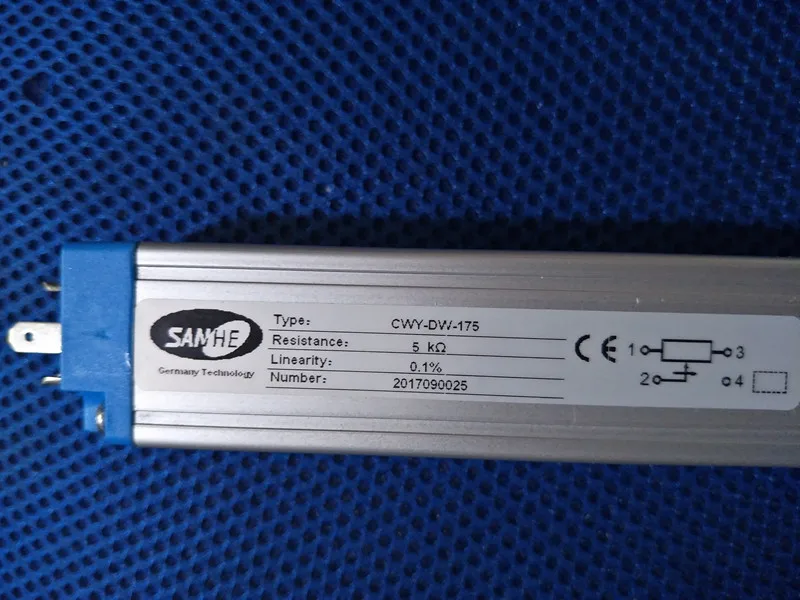 SANHE
Germany Technology
Type: CWY-DW-175
Resistance: 5 kΩ
Linearity: 0.1%
Number: 2017090025
CE
1 3
2 4